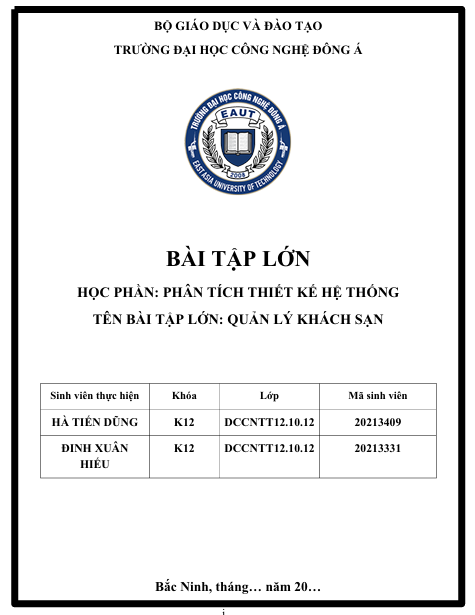 BỘ GIÁO DỤC VÀ ĐÀO TẠO
TRƯỜNG ĐẠI HỌC CÔNG NGHỆ ĐÔNG Á
TRƯỜNG ĐẠI HỌC CÔNG NGHỆ ĐÔNG Á
EAUT
2008
EAST ASIA UNIVERSITY OF TECHNOLOGY
BÀI TẬP LỚN
HỌC PHẦN: PHÂN TÍCH THIẾT KẾ HỆ THỐNG
TÊN BÀI TẬP LỚN: QUẢN LÝ KHÁCH SẠN
Sinh viên thực hiện Khóa Lớp Mã sinh viên
HÀ TIẾN DŨNG K12 DCCNTT12.10.12 20213409
ĐINH XUÂN K12 DCCNTT12.10.12 20213331
HIẾU
Bắc Ninh, tháng… năm 20…
i